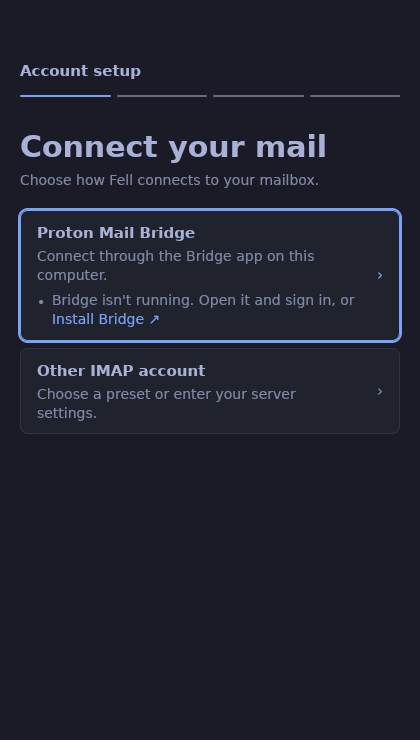 Account setup
Connect your mail
Choose how Fell connects to your mailbox.
Proton Mail Bridge
Connect through the Bridge app on this
computer.
• Bridge isn't running. Open it and sign in, or
Install Bridge ↗
›
Other IMAP account
Choose a preset or enter your server
settings.
›